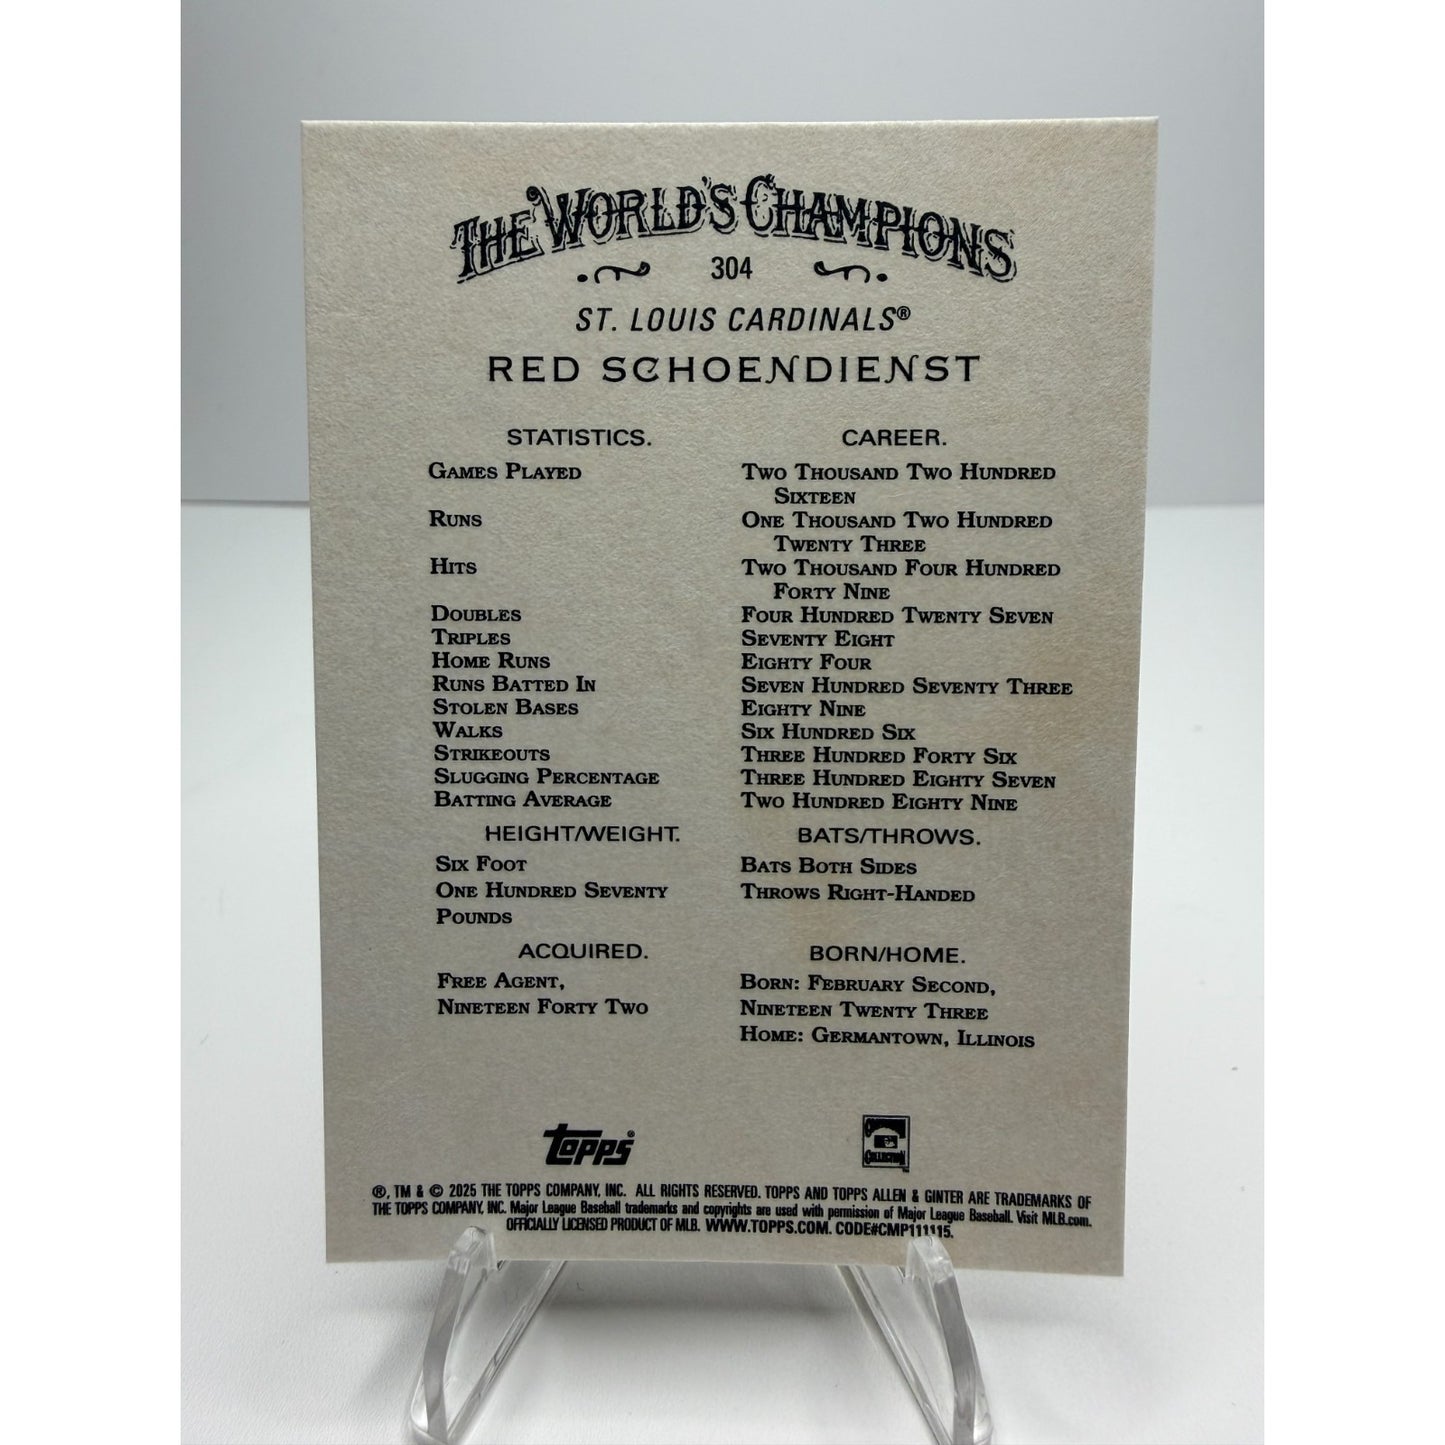 THE WORLD'S CHAMPIONS
304
ST. LOUIS CARDINALS®
RED SCHOENDIENST
STATISTICS. CAREER.
GAMES PLAYED TWO THOUSAND TWO HUNDRED
SIXTEEN
RUNS ONE THOUSAND TWO HUNDRED
TWENTY THREE
HITS TWO THOUSAND FOUR HUNDRED
FORTY NINE
DOUBLES FOUR HUNDRED TWENTY SEVEN
TRIPLES SEVENTY EIGHT
HOME RUNS EIGHTY FOUR
RUNS BATTED IN SEVEN HUNDRED SEVENTY THREE
STOLEN BASES EIGHTY NINE
WALKS SIX HUNDRED SIX
STRIKEOUTS THREE HUNDRED FORTY SIX
SLUGGING PERCENTAGE THREE HUNDRED EIGHTY SEVEN
BATTING AVERAGE TWO HUNDRED EIGHTY NINE
HEIGHT/WEIGHT. BATS/THROWS.
SIX FOOT BATS BOTH SIDES
ONE HUNDRED SEVENTY THROWS RIGHT-HANDED
POUNDS
ACQUIRED. BORN/HOME.
FREE AGENT, BORN: FEBRUARY SECOND,
NINETEEN FORTY TWO NINETEEN TWENTY THREE
HOME: GERMANTOWN, ILLINOIS
topps®
COLLECTION
®, TM & © 2025 THE TOPPS COMPANY, INC. ALL RIGHTS RESERVED. TOPPS AND TOPPS ALLEN & GINTER ARE TRADEMARKS OF
THE TOPPS COMPANY, INC. Major League Baseball trademarks and copyrights are used with permission of Major League Baseball. Visit MLB.com.
OFFICIALLY LICENSED PRODUCT OF MLB. WWW.TOPPS.COM. CODE#CMP111115.